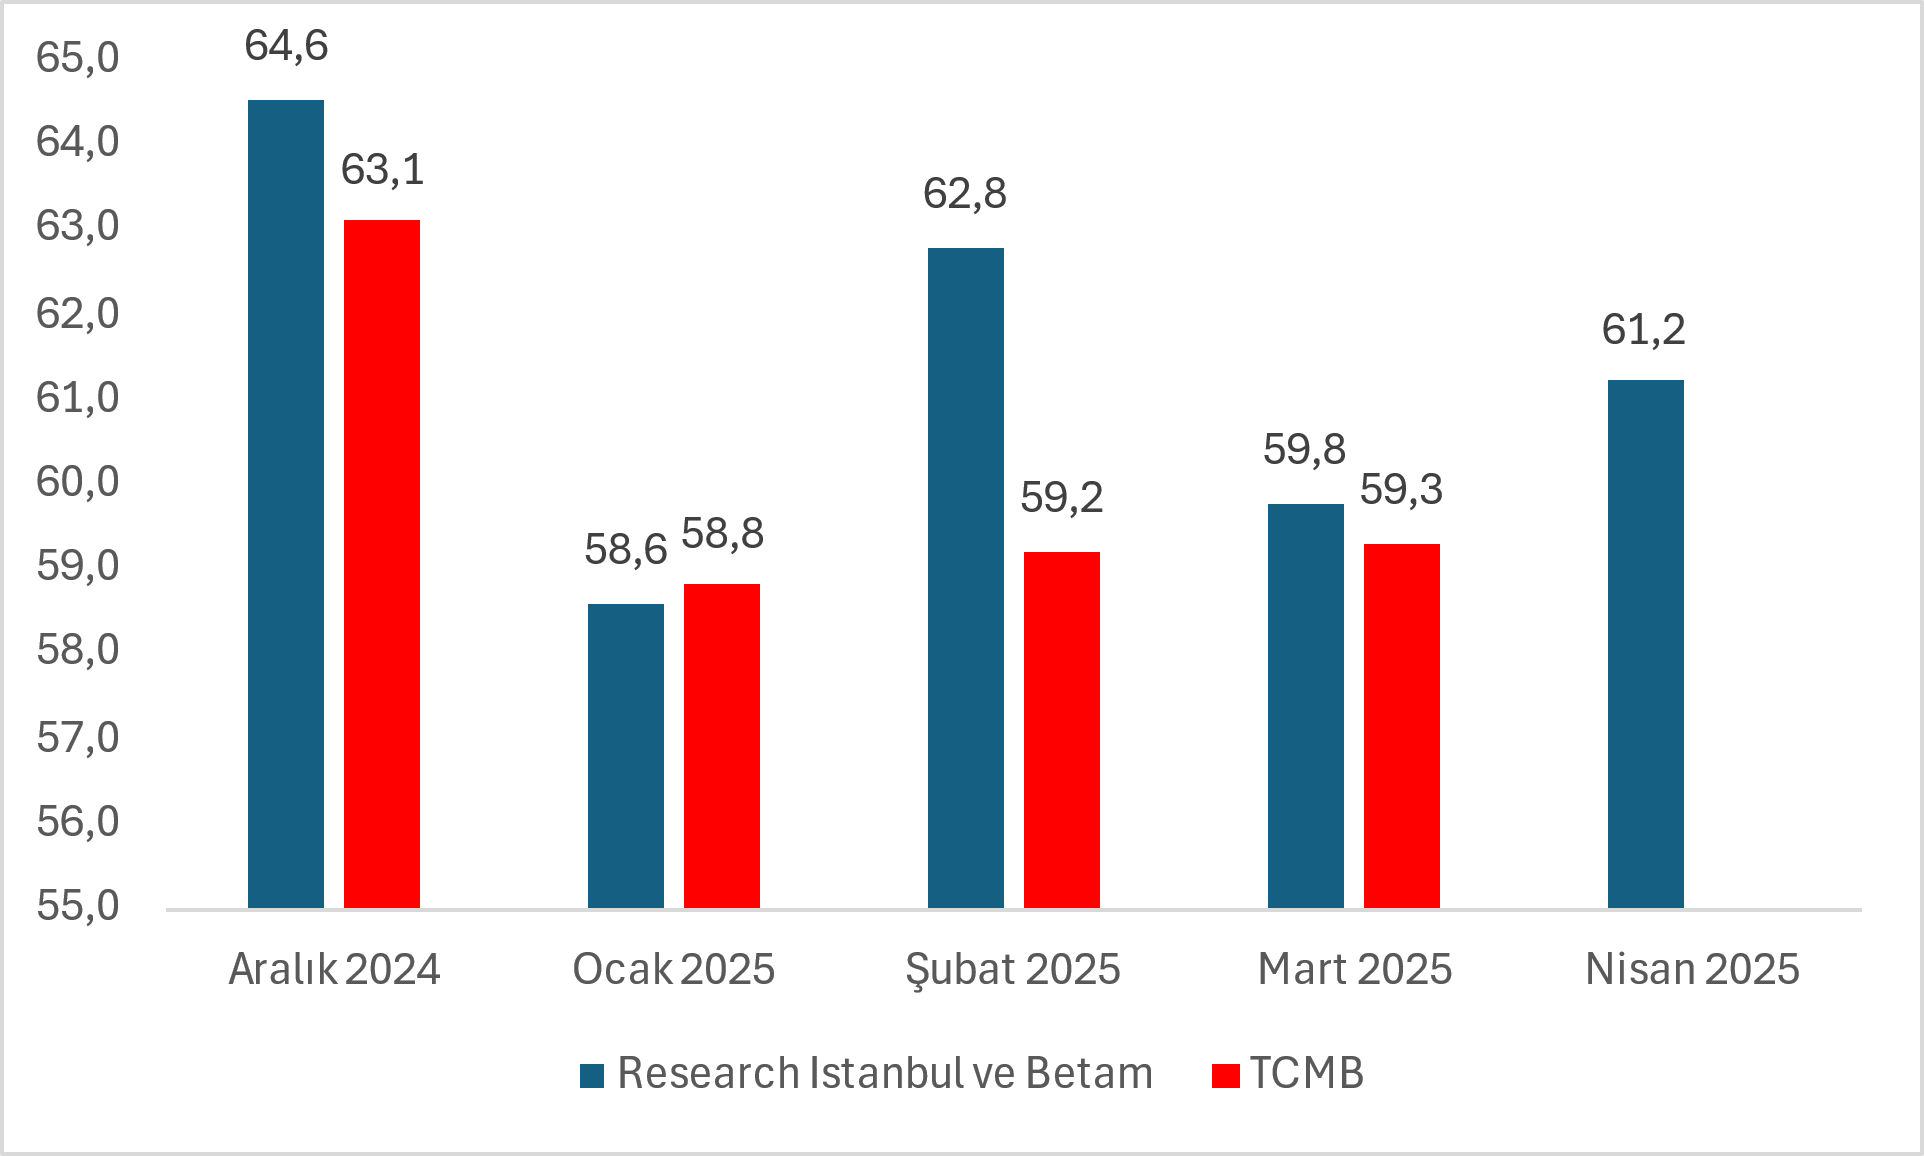 65,0
64,0
63,0
62,0
61,0
60,0
59,0
58,0
57,0
56,0
55,0
64,6
63,1
58,6
58,8
62,8
59,2
59,8
59,3
61,2
Aralık 2024
Ocak 2025
Şubat 2025
Mart 2025
Nisan 2025
Research Istanbul ve Betam
TCMB